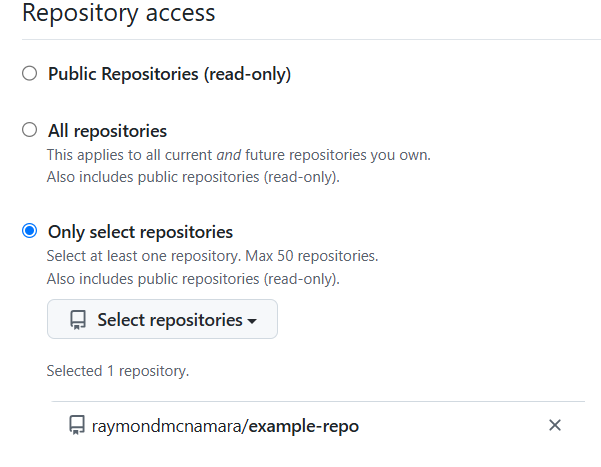 Repository access
Public Repositories (read-only)
All repositories
This applies to all current and future repositories you own.
Also includes public repositories (read-only).
Only select repositories
Select at least one repository. Max 50 repositories.
Also includes public repositories (read-only).
Select repositories
Selected 1 repository.
raymondmcnamara/example-repo